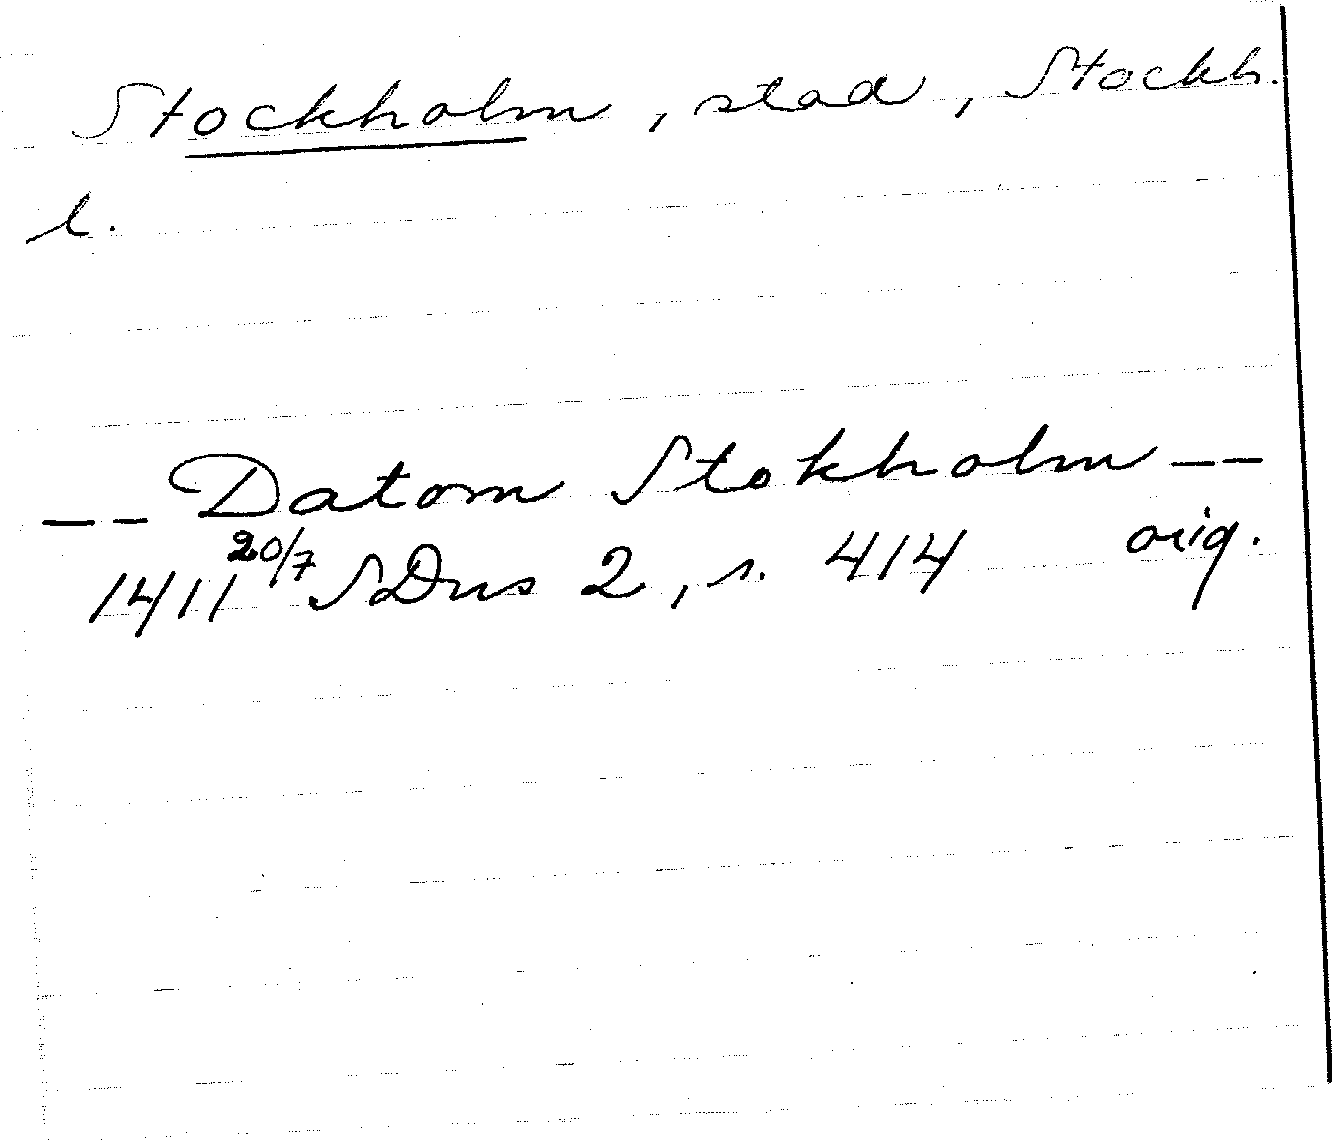 Stockholm, stad, Stockh.
l.
-- Datom Stokholm --
1411 20/7 SDns 2, s. 414 orig.